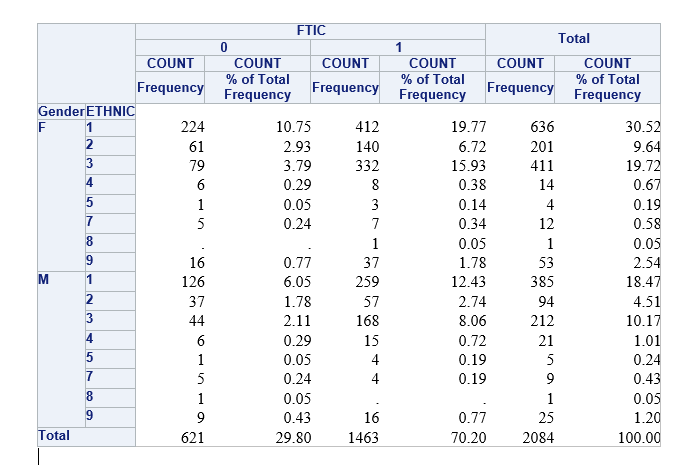 FTIC
Total
0 1
COUNT COUNT COUNT COUNT COUNT COUNT
Frequency % of Total Frequency Frequency % of Total Frequency Frequency % of Total Frequency
Gender ETHNIC
F 1 224 10.75 412 19.77 636 30.52
2 61 2.93 140 6.72 201 9.64
3 79 3.79 332 15.93 411 19.72
4 6 0.29 8 0.38 14 0.67
5 1 0.05 3 0.14 4 0.19
7 5 0.24 7 0.34 12 0.58
8 . . 1 0.05 1 0.05
9 16 0.77 37 1.78 53 2.54
M 1 126 6.05 259 12.43 385 18.47
2 37 1.78 57 2.74 94 4.51
3 44 2.11 168 8.06 212 10.17
4 6 0.29 15 0.72 21 1.01
5 1 0.05 4 0.19 5 0.24
7 5 0.24 4 0.19 9 0.43
8 1 0.05 . . 1 0.05
9 9 0.43 16 0.77 25 1.20
Total 621 29.80 1463 70.20 2084 100.00